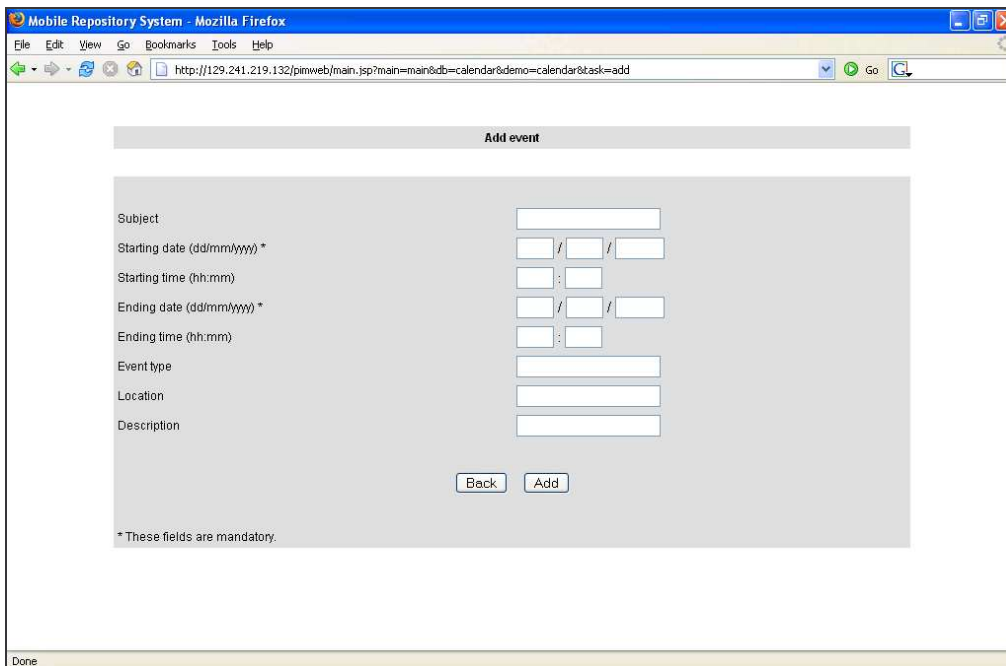 Mobile Repository System - Mozilla Firefox
File Edit View Go Bookmarks Tools Help
http://129.241.219.132/pimweb/main.jsp?main=main&db=calendar&demo=calendar&task=add Go G
Add event
Subject
Starting date (dd/mm/yyyy) * / /
Starting time (hh:mm) :
Ending date (dd/mm/yyyy) * / /
Ending time (hh:mm) :
Event type
Location
Description
Back Add
* These fields are mandatory.
Done